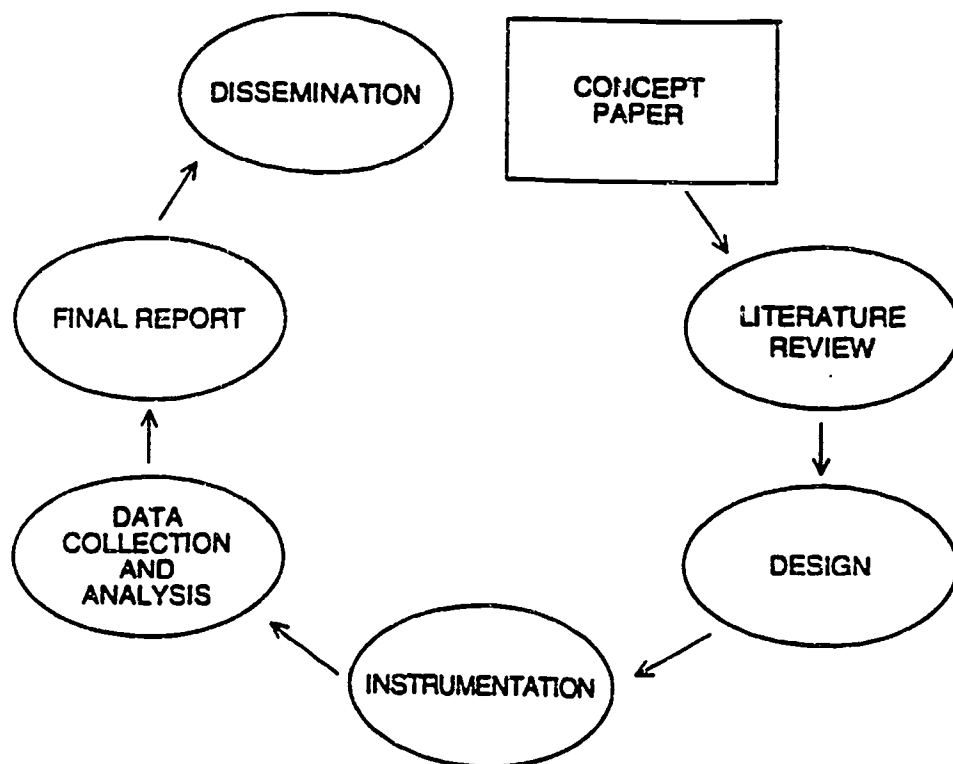 DISSEMINATION
CONCEPT
PAPER
LITERATURE
REVIEW
DESIGN
INSTRUMENTATION
DATA
COLLECTION
AND
ANALYSIS
FINAL REPORT